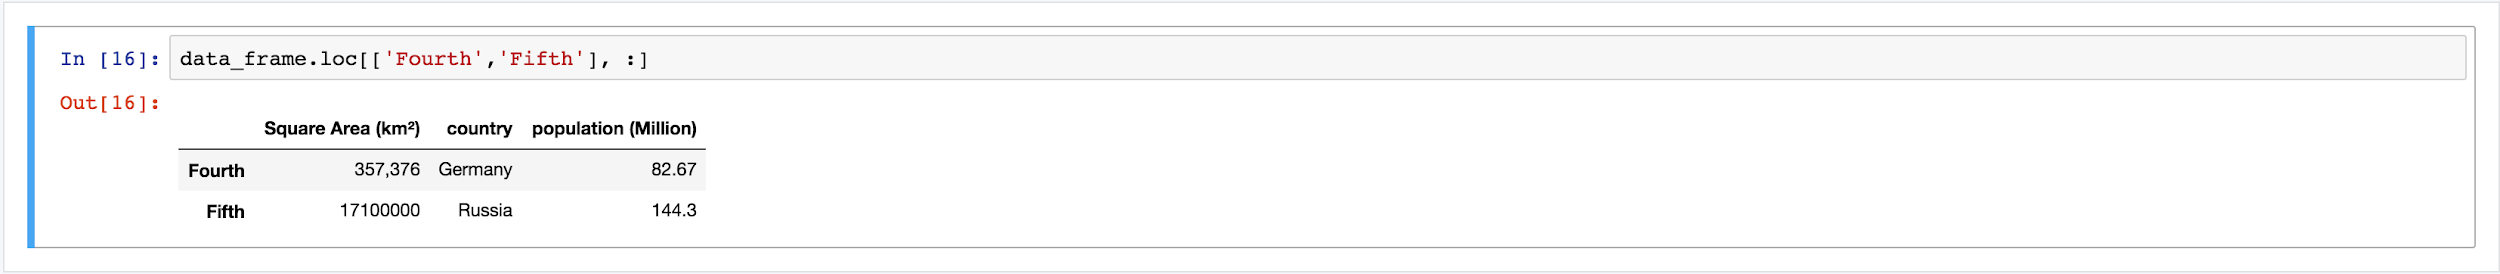 In [16]: data_frame.loc[['Fourth','Fifth'], :]
Out[16]:
Square Area (km²) country population (Million)
Fourth 357,376 Germany 82.67
Fifth 17100000 Russia 144.3